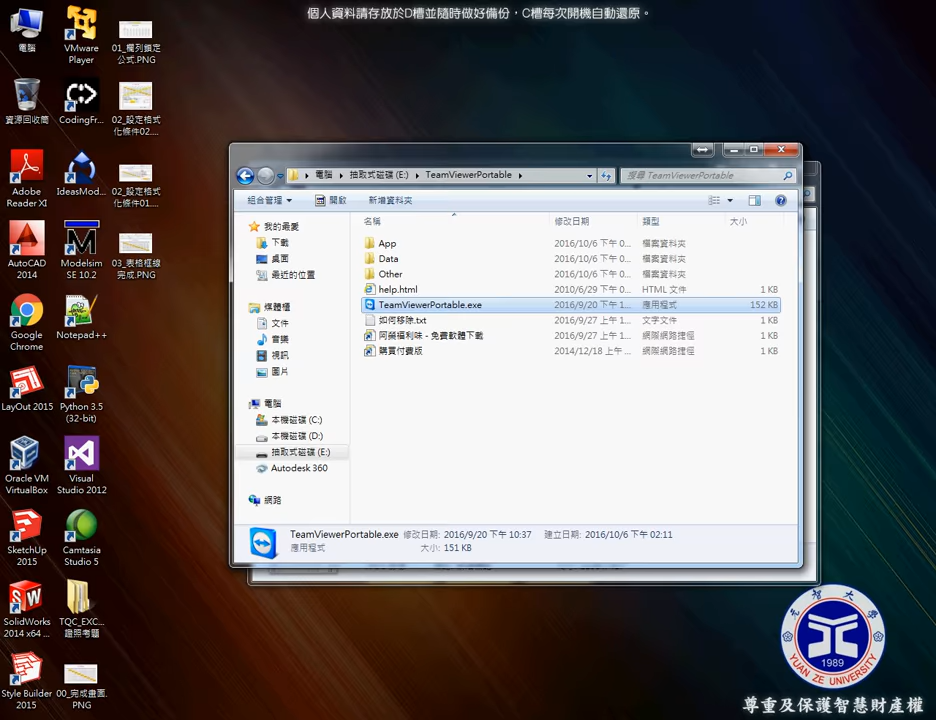 個人資料請存放於D槽並隨時做好備份，C槽每次開機自動還原。
電腦
VMware Player
01_欄列鎖定公式.PNG
資源回收筒
CodingFr...
02_設定格式化條件02....
Adobe Reader XI
IdeasMod...
02_設定格式化條件01....
AutoCAD 2014
Modelsim SE 10.2
03_表格框線完成.PNG
Google Chrome
Notepad++
LayOut 2015
Python 3.5 (32-bit)
Oracle VM VirtualBox
Visual Studio 2012
SketchUp 2015
Camtasia Studio 5
SolidWorks 2014 x64 ...
TQC_EXC... 證照考題
Style Builder 2015
00_完成畫面.PNG
電腦 抽取式磁碟 (E:) TeamViewerPortable
搜尋 TeamViewerPortable
組合管理 開啟 新增資料夾
我的最愛
下載
桌面
最近的位置
媒體櫃
文件
音樂
視訊
圖片
電腦
本機磁碟 (C:)
本機磁碟 (D:)
抽取式磁碟 (E:)
Autodesk 360
網路
名稱 修改日期 類型 大小
App 2016/10/6 下午 0... 檔案資料夾
Data 2016/10/6 下午 0... 檔案資料夾
Other 2016/10/6 下午 0... 檔案資料夾
help.html 2010/6/29 下午 0... HTML 文件 1 KB
TeamViewerPortable.exe 2016/9/20 下午 1... 應用程式 152 KB
如何移除.txt 2016/9/27 上午 1... 文字文件 1 KB
阿榮福利味 - 免費軟體下載 2016/9/27 上午 1... 網際網路捷徑 1 KB
購買付費版 2014/12/18 上午 ... 網際網路捷徑 1 KB
TeamViewerPortable.exe 修改日期: 2016/9/20 下午 10:37 建立日期: 2016/10/6 下午 02:11
應用程式 大小: 151 KB
元智大學
1989
YUAN ZE UNIVERSITY
尊重及保護智慧財產權